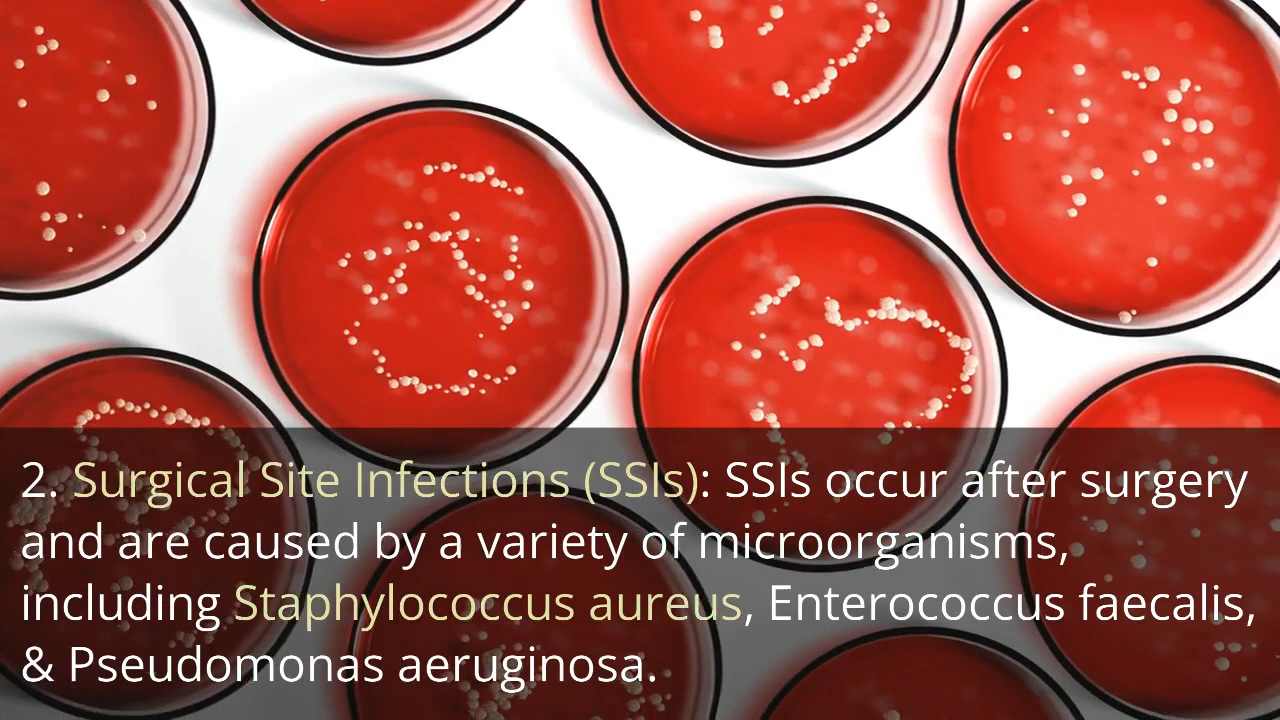 2. Surgical Site Infections (SSIs): SSIs occur after surgery
and are caused by a variety of microorganisms,
including Staphylococcus aureus, Enterococcus faecalis,
& Pseudomonas aeruginosa.